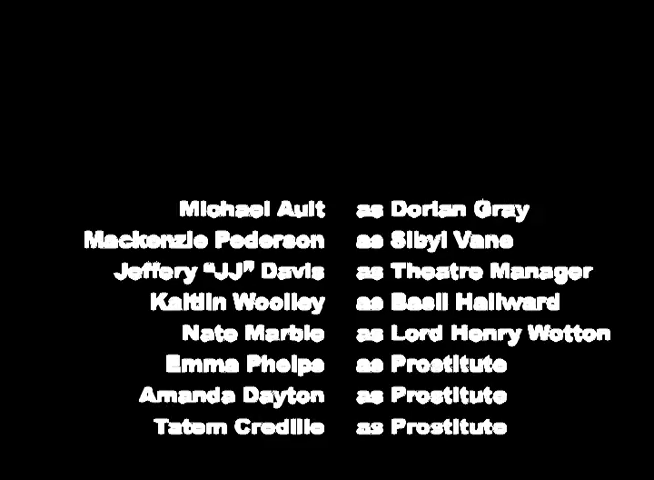 Michael Ault as Dorian Gray
Mackenzie Pederson as Sibyl Vane
Jeffery “JJ” Davis as Theatre Manager
Kaitlin Woolley as Basil Hallward
Nate Marble as Lord Henry Wotton
Emma Phelps as Prostitute
Amanda Dayton as Prostitute
Tatem Credille as Prostitute